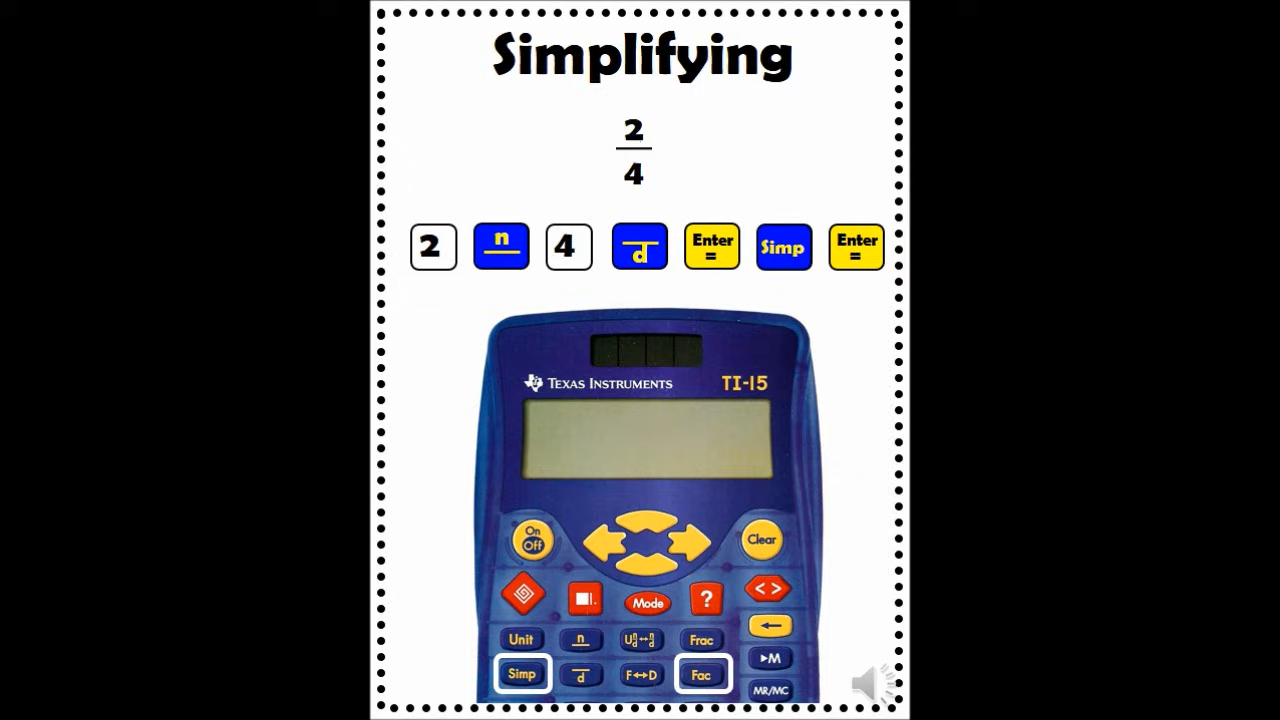 Simplifying
2
4
2 n 4 d Enter = Simp Enter =
TEXAS INSTRUMENTS TI-15
On
Off
Clear
< >
Mode ?
Unit n U n/d ↔ n/d Frac
←
Simp d F↔D Fac
►M
MR/MC